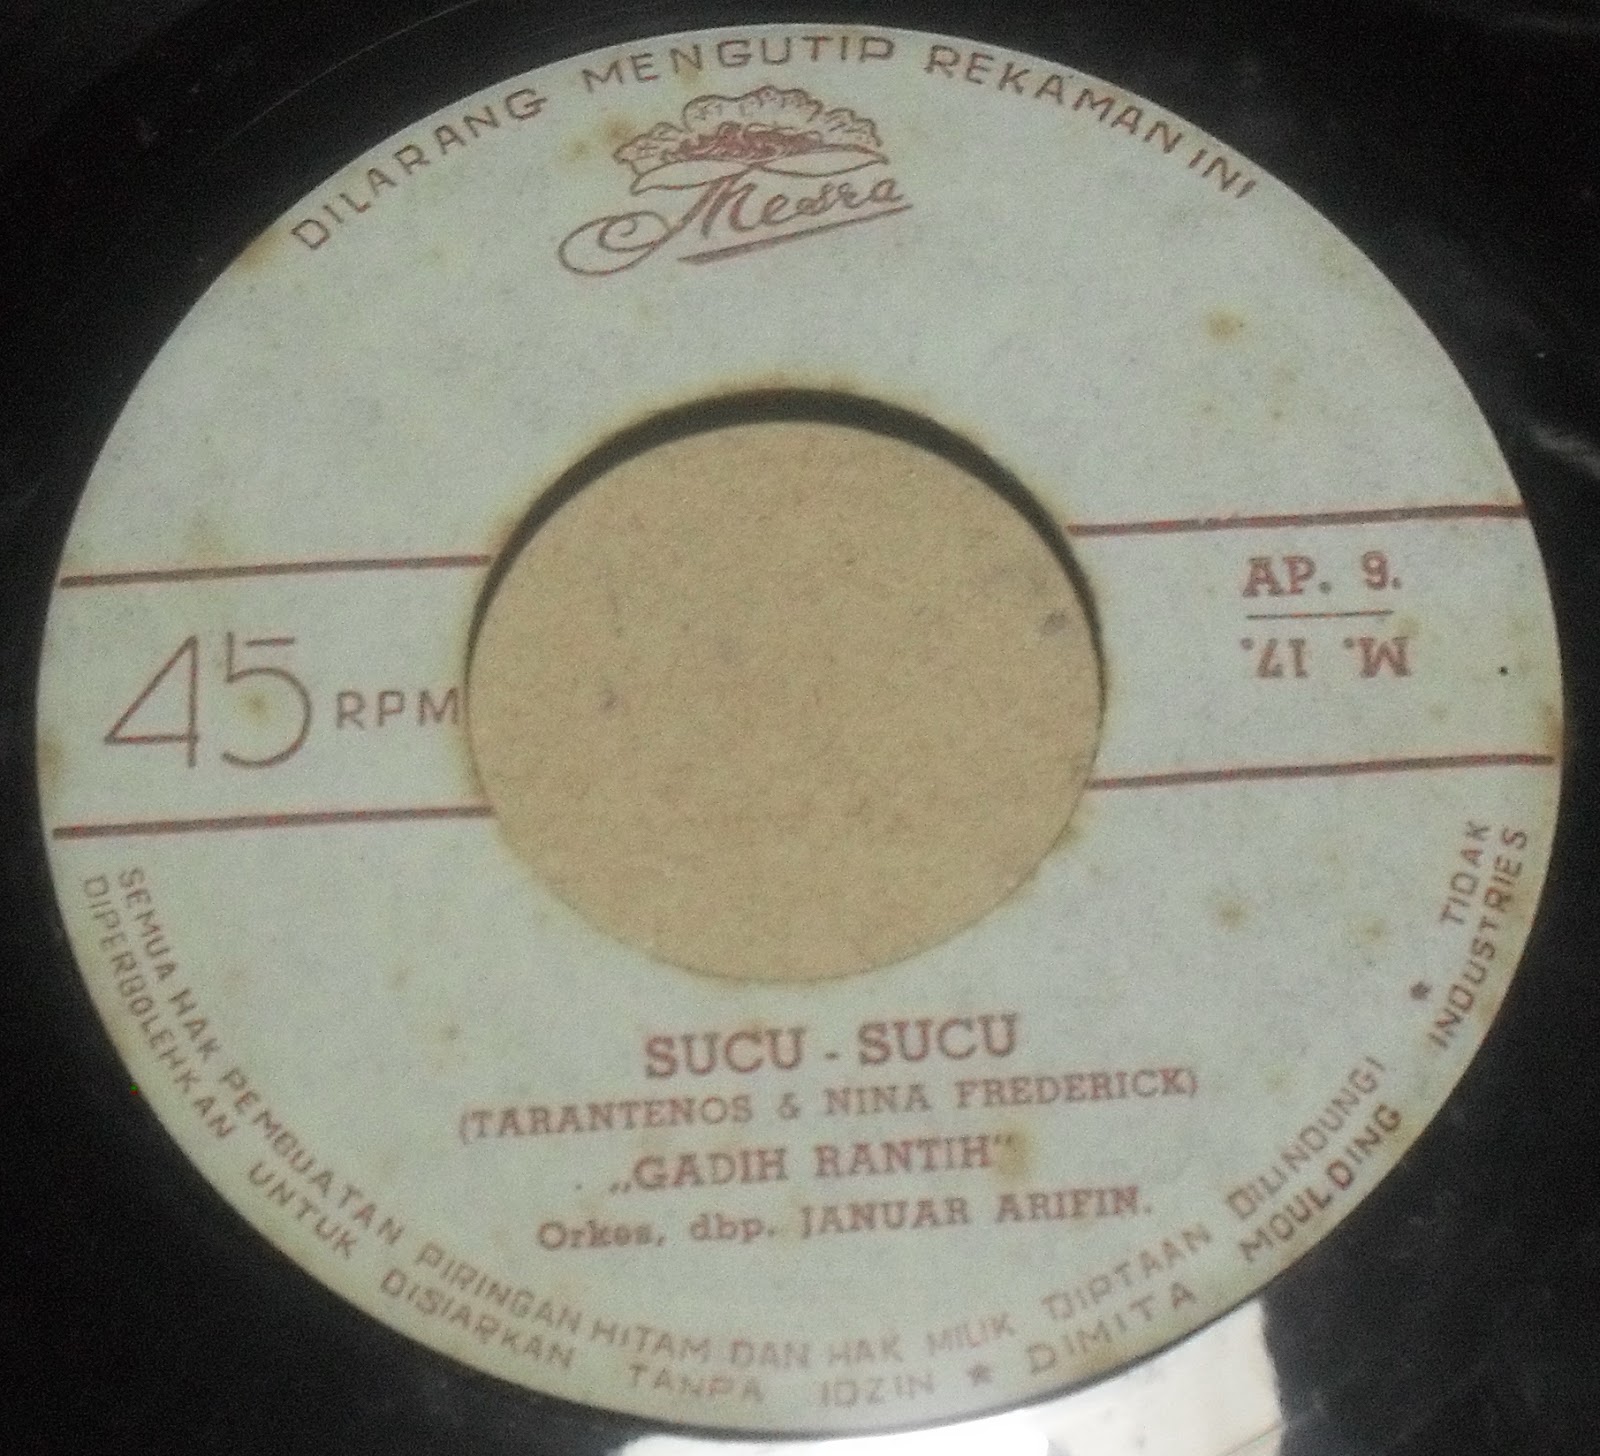 DILARANG MENGUTIP REKAMAN INI
Mesra
45 RPM
AP. 9.
M. 17.
SUCU - SUCU
(TARANTENOS & NINA FREDERICK)
„GADIH RANTIH"
Orkes, dbp. JANUAR ARIFIN.
SEMUA HAK PEMBUATAN PIRINGAN HITAM DAN HAK MILIK DIPTAAN DILINDUNGI * TIDAK
DIPERBOLEHKAN UNTUK DISIARKAN TANPA IDZIN * DIMITA MOULDING INDUSTRIES